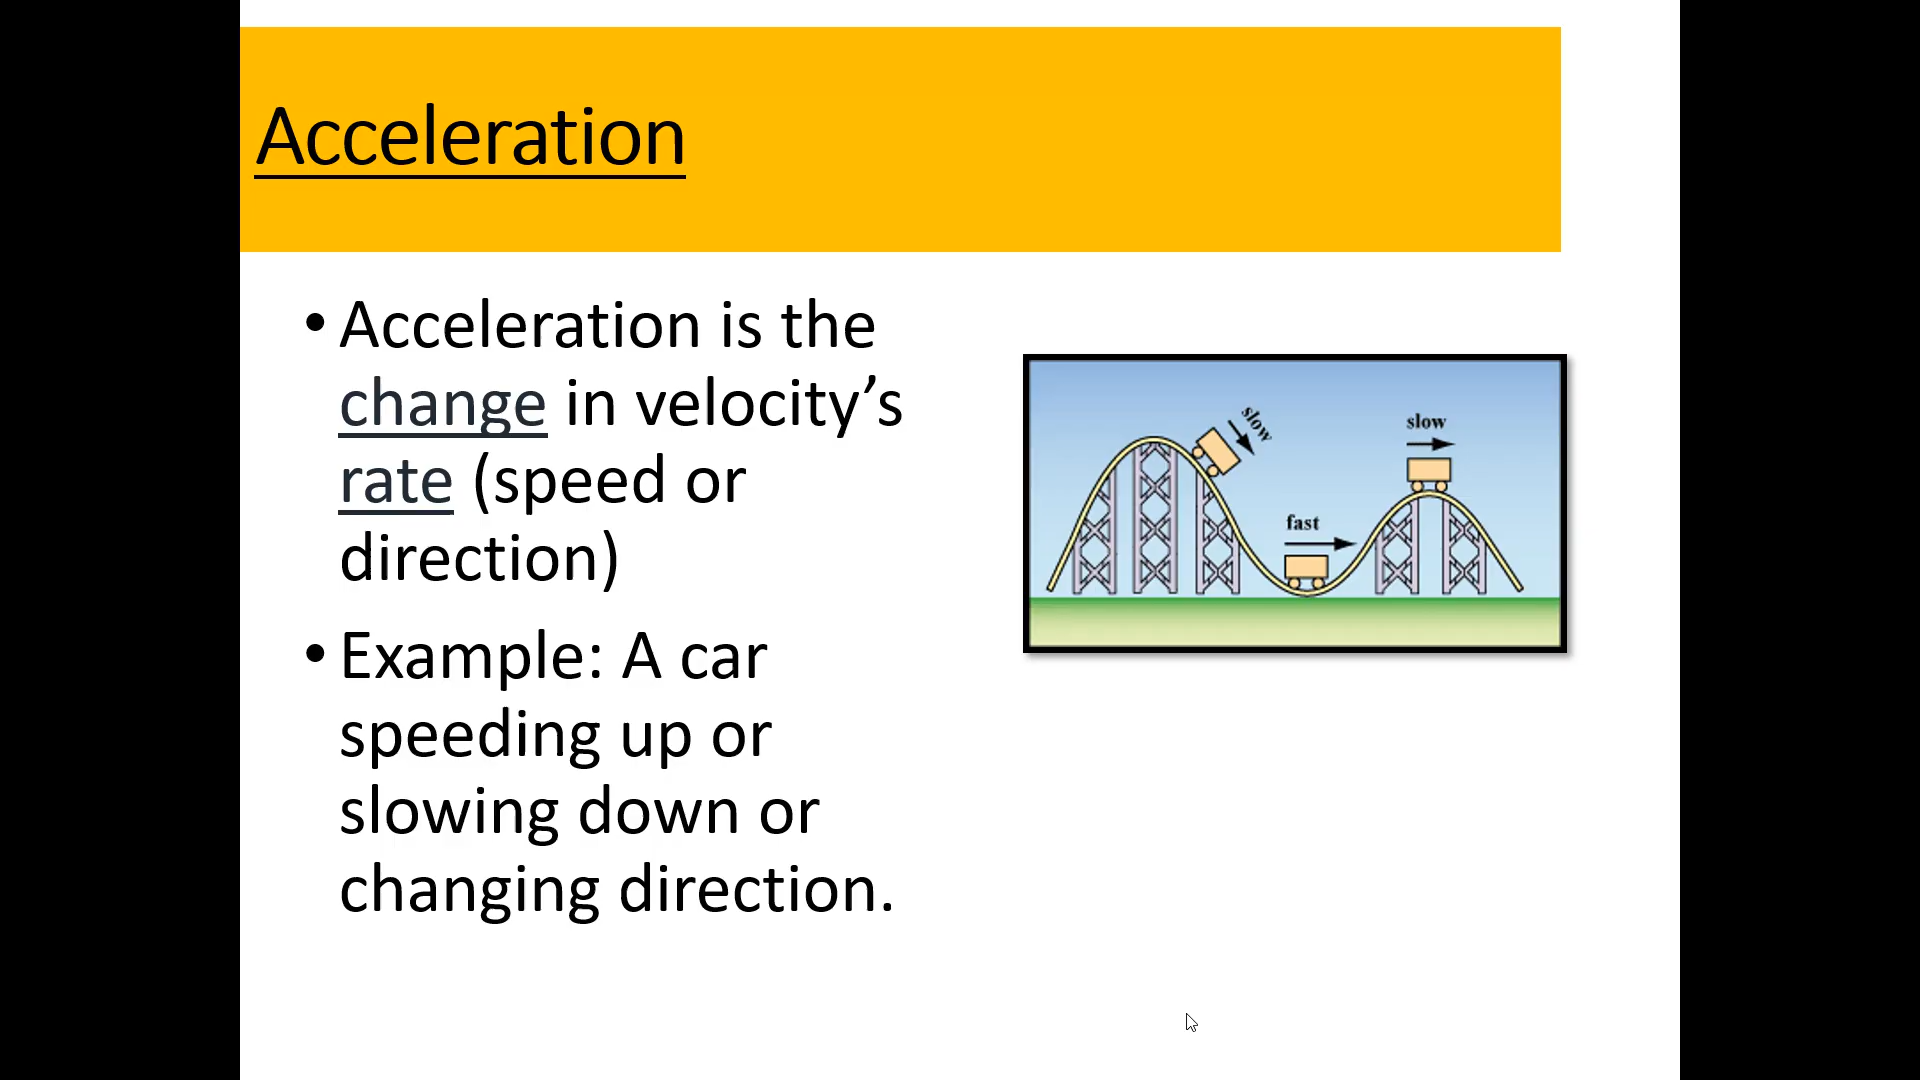 Acceleration
• Acceleration is the
change in velocity’s
rate (speed or
direction)
• Example: A car
speeding up or
slowing down or
changing direction.
slow
slow
fast